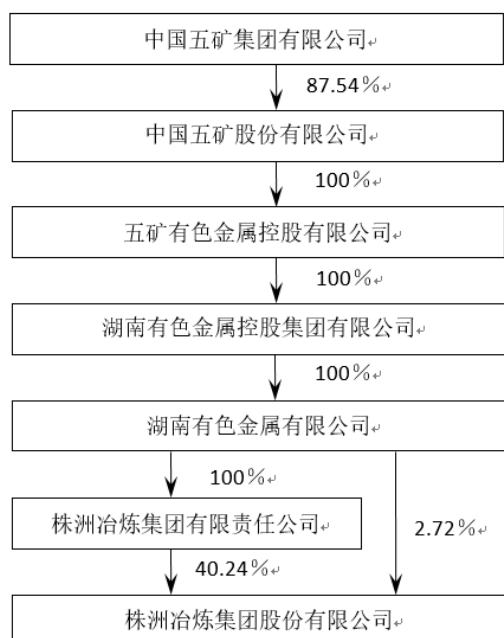 中国五矿集团有限公司
87.54％
中国五矿股份有限公司
100％
五矿有色金属控股有限公司
100％
湖南有色金属控股集团有限公司
100％
湖南有色金属有限公司
100％
株洲冶炼集团有限责任公司
2.72％
40.24％
株洲冶炼集团股份有限公司